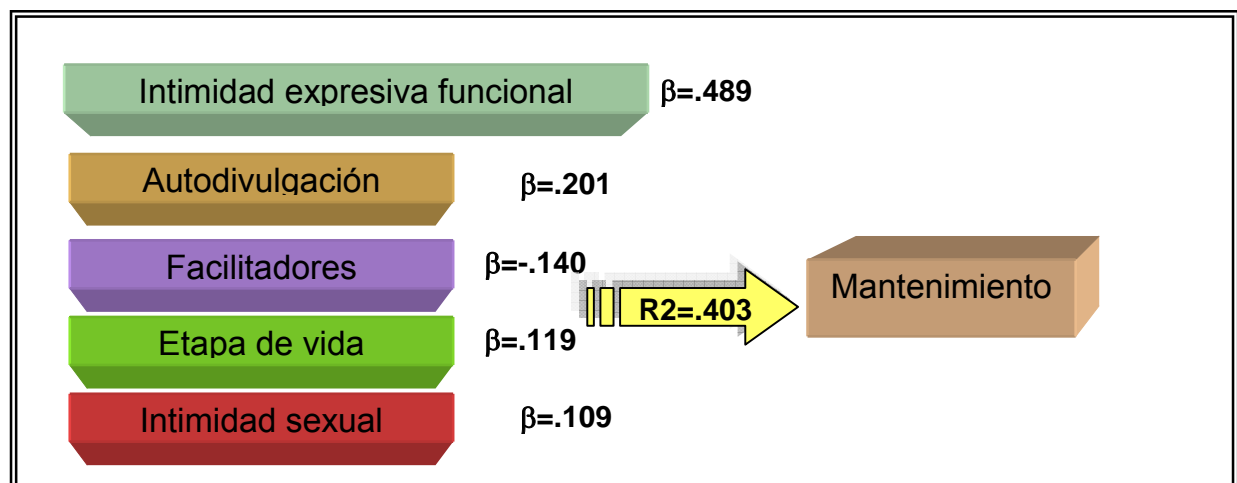 Intimidad expresiva funcional β=.489
Autodivulgación β=.201
Facilitadores β=-.140
R2=.403
Mantenimiento
Etapa de vida β=.119
Intimidad sexual β=.109